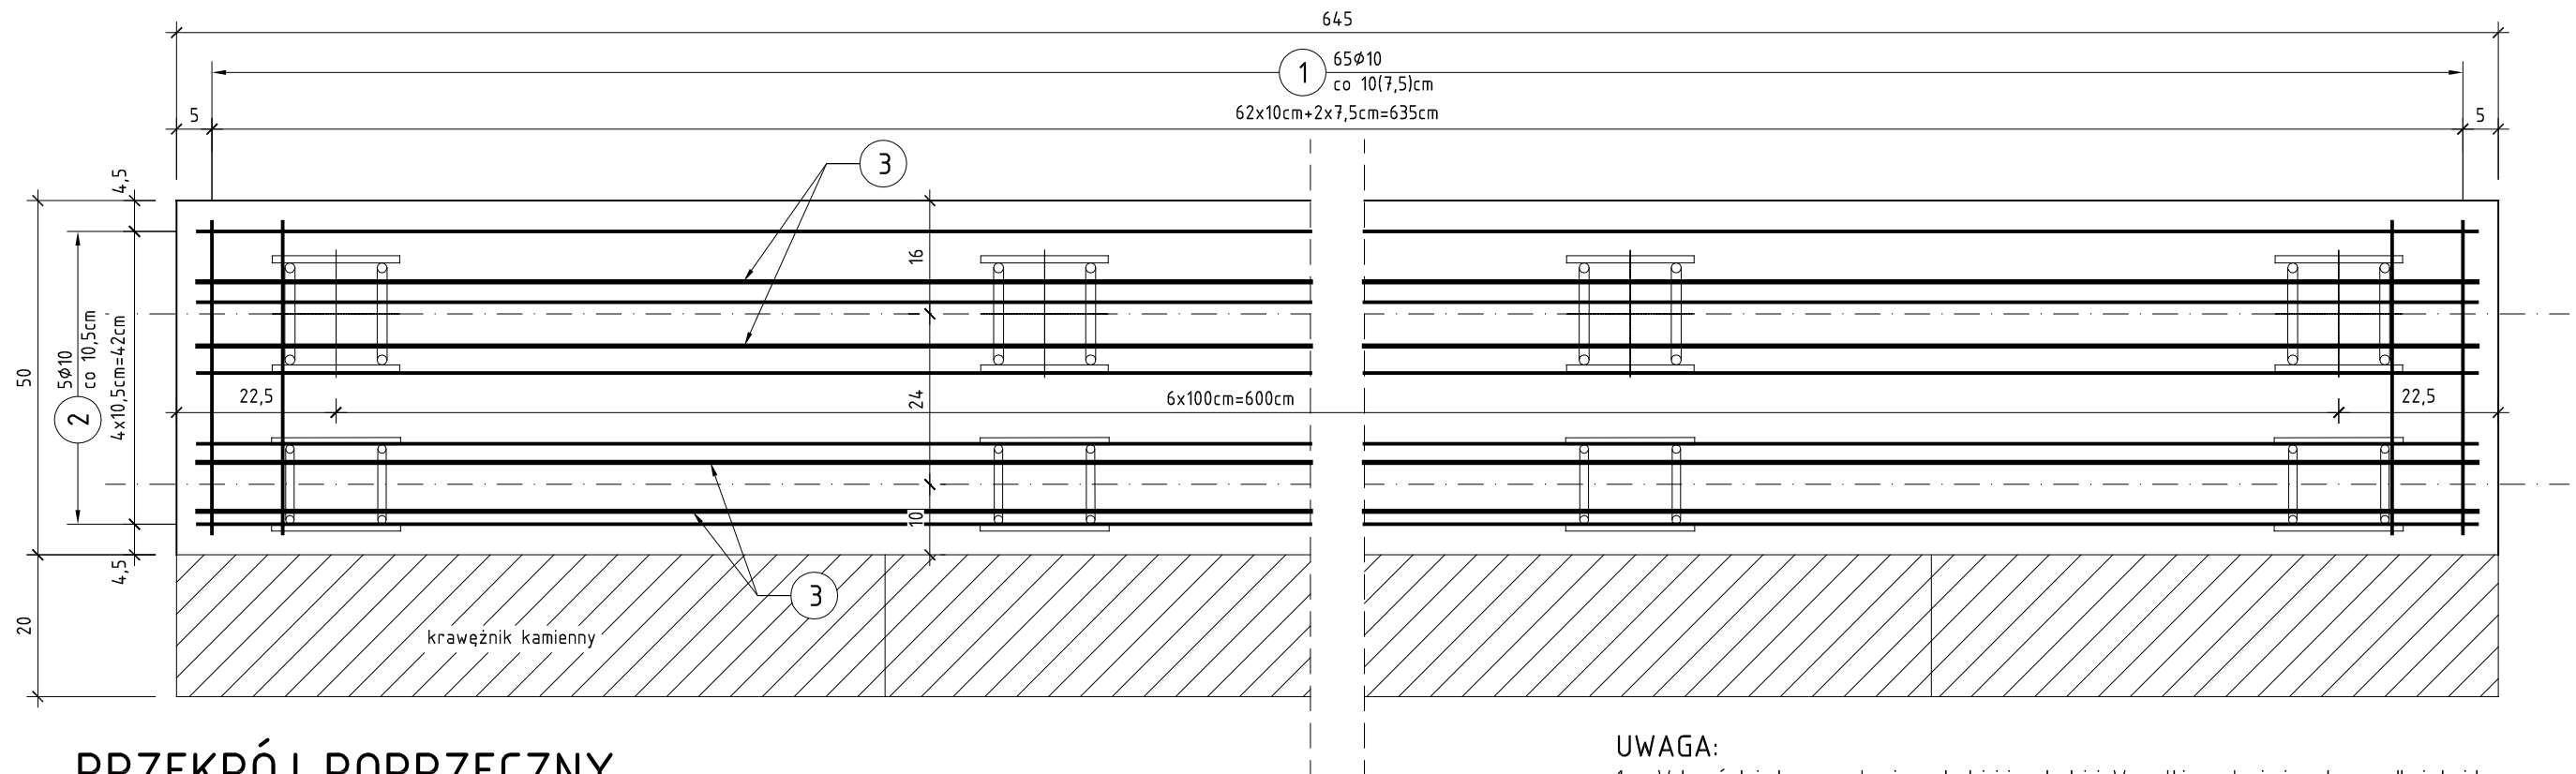 645
1
65Ø10
co 10(7,5)cm
62x10cm+2x7,5cm=635cm
5
5
4,5
3
16
50
2
5Ø10
co 10,5cm
4x10,5cm=42cm
22,5
24
6x100cm=600cm
22,5
10
4,5
3
20
krawężnik kamienny
PRZEKRÓJ POPRZECZNY
UWAGA: